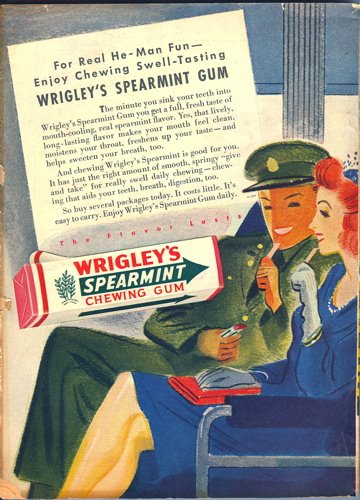 For Real He-Man Fun—
Enjoy Chewing Swell-Tasting
WRIGLEY'S SPEARMINT GUM
The minute you sink your teeth into
Wrigley's Spearmint Gum you get a full, fresh taste of
mouth-cooling, real spearmint flavor. Yes, that lively,
long-lasting flavor makes your mouth feel clean,
moistens your throat, freshens up your taste—and
helps sweeten your breath, too.
And chewing Wrigley's Spearmint is good for you.
It has just the right amount of smooth, springy "give
and take" for really swell daily chewing—chew-
ing that aids your teeth, breath, digestion, too.
So buy several packages today. It costs little. It's
easy to carry. Enjoy Wrigley's Spearmint Gum daily.
The Flavor Lasts
WRIGLEY'S
SPEARMINT
CHEWING GUM